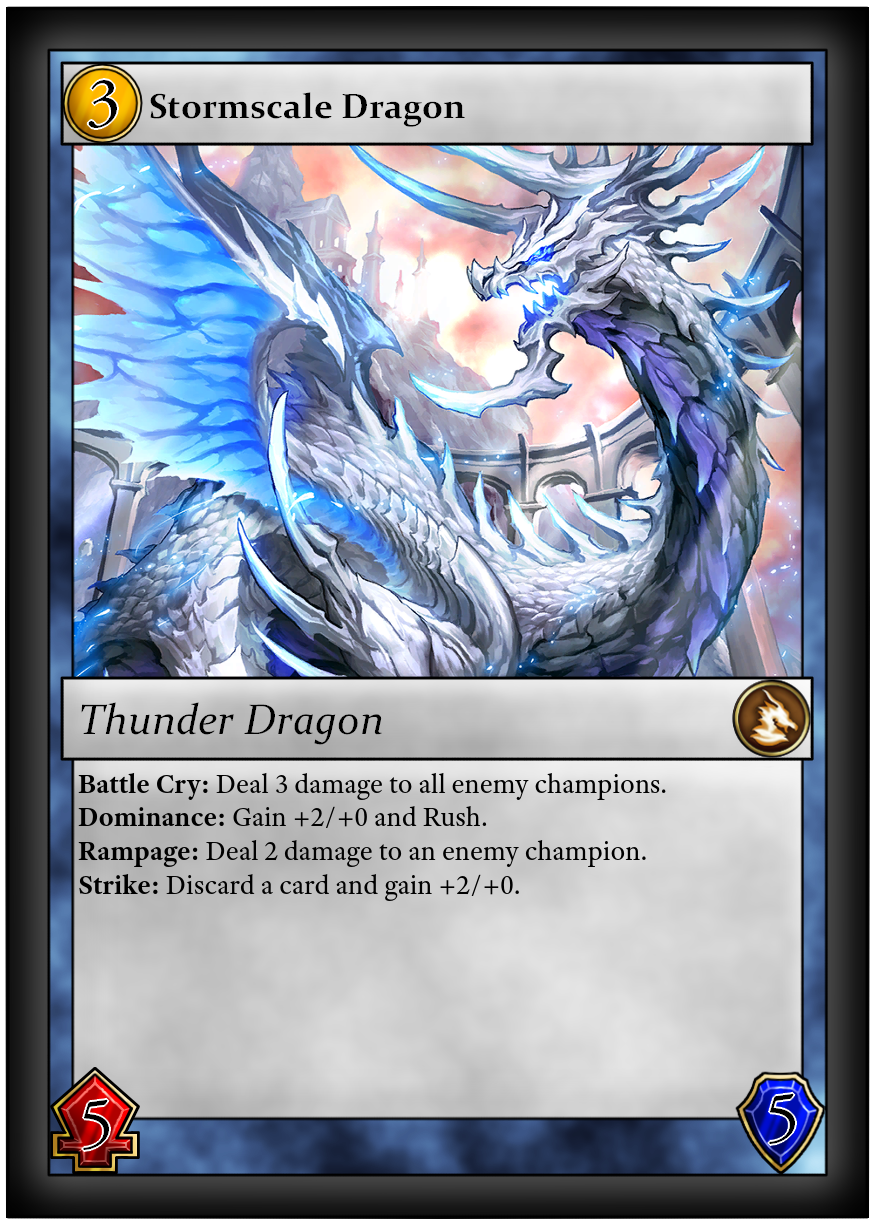 3 Stormscale Dragon
Thunder Dragon
Battle Cry: Deal 3 damage to all enemy champions.
Dominance: Gain +2/+0 and Rush.
Rampage: Deal 2 damage to an enemy champion.
Strike: Discard a card and gain +2/+0.
5 5